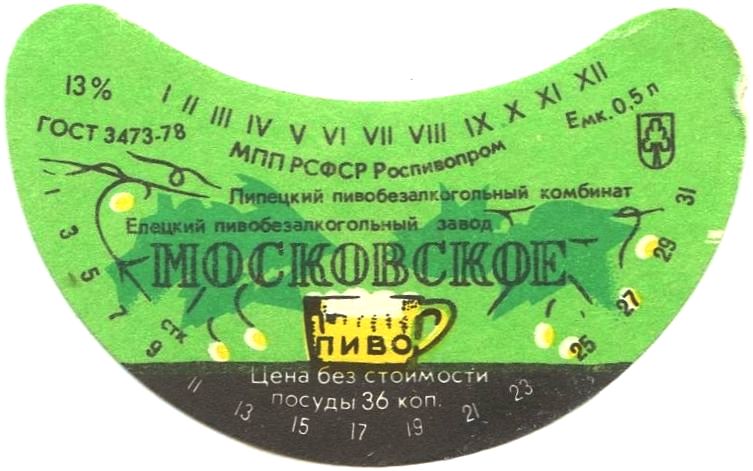 13%
I II III IV V VI VII VIII IX X XI XII
ГОСТ 3473-78
Емк. 0,5 л
МПП РСФСР Роспивопром
Липецкий пивобезалкогольный комбинат
Елецкий пивобезалкогольный завод
МОСКОВСКОЕ
ПИВО
стк
Цена без стоимости
посуды 36 коп.
1 3 5 7 9 11 13 15 17 19 21 23 25 27 29 31